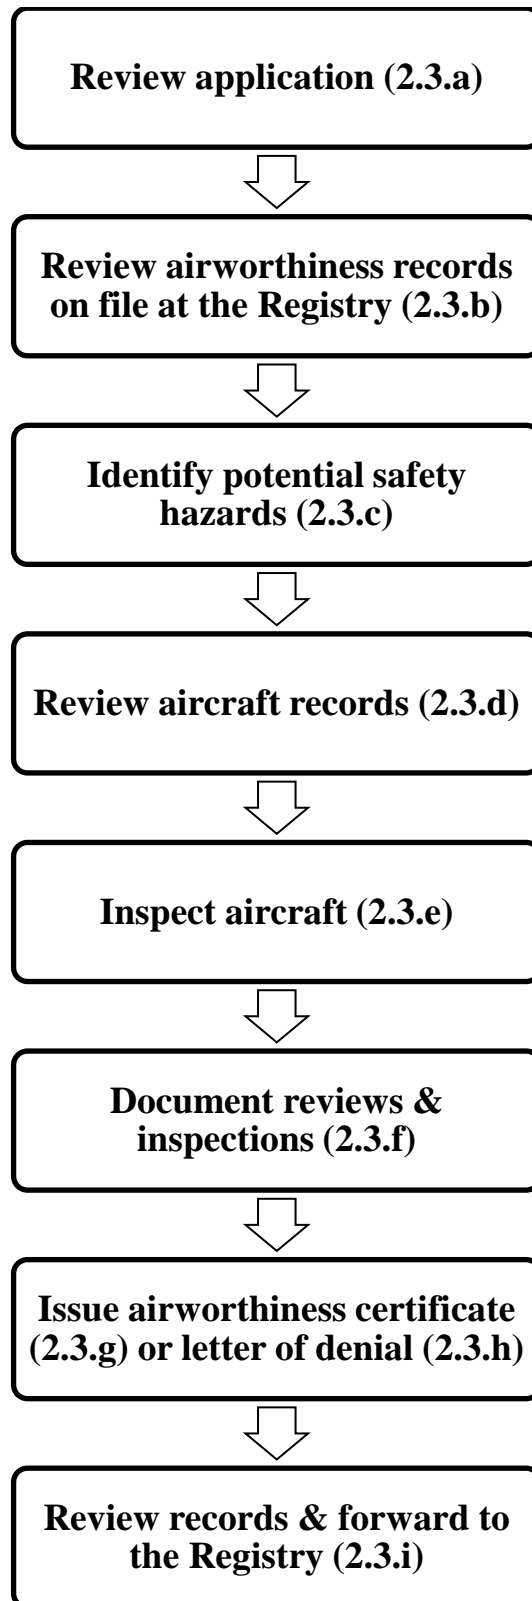 Review application (2.3.a)
Review airworthiness records
on file at the Registry (2.3.b)
Identify potential safety
hazards (2.3.c)
Review aircraft records (2.3.d)
Inspect aircraft (2.3.e)
Document reviews &
inspections (2.3.f)
Issue airworthiness certificate
(2.3.g) or letter of denial (2.3.h)
Review records & forward to
the Registry (2.3.i)